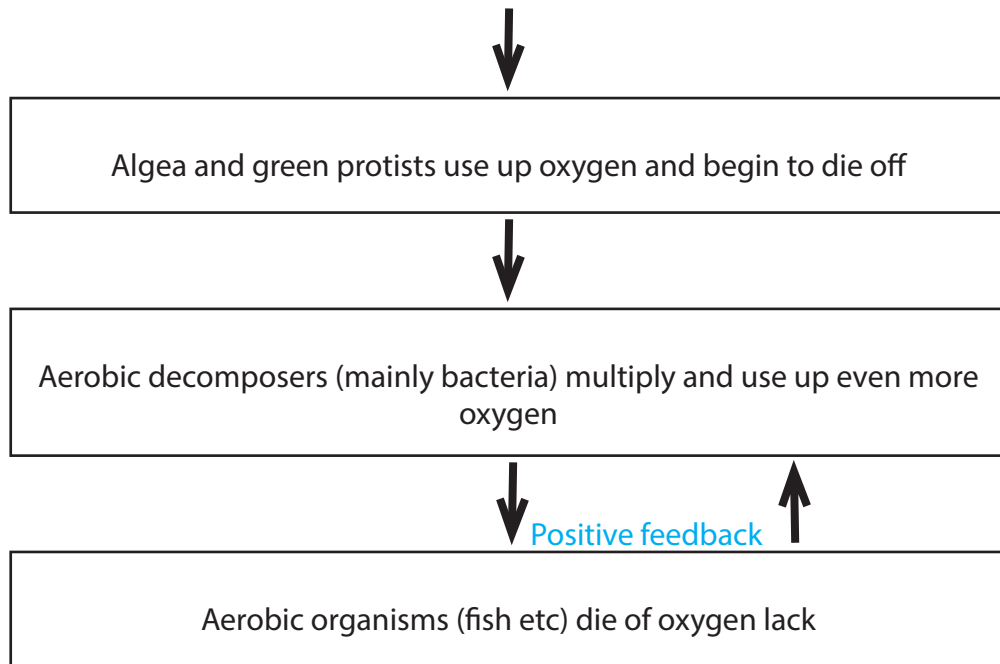 Algea and green protists use up oxygen and begin to die off
Aerobic decomposers (mainly bacteria) multiply and use up even more
oxygen
Positive feedback
Aerobic organisms (fish etc) die of oxygen lack